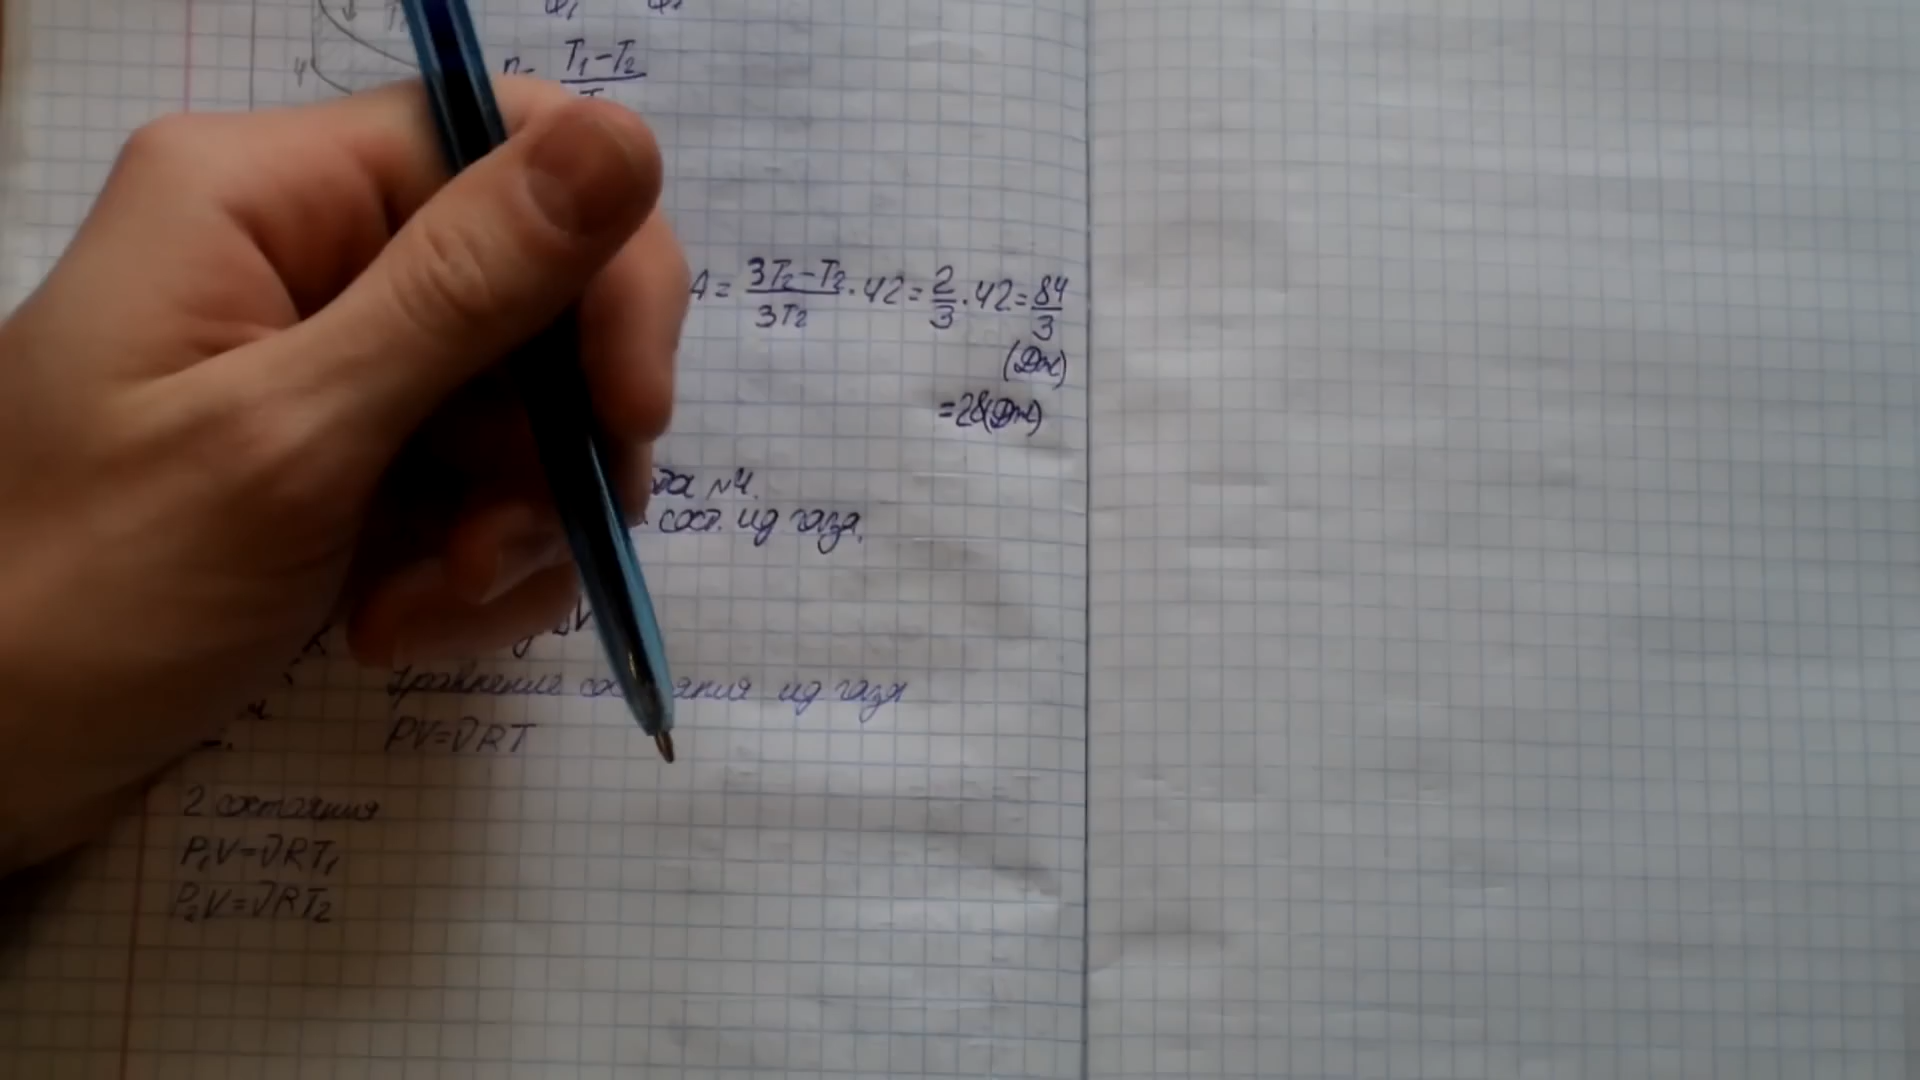 T₁-T₂
A = 3T₂-T₂ / 3T₂ · 42 = 2/3 · 42 = 84/3
(Дж)
=28(Дж)
№4.
сост. ид газа.
Уравнение ид газа
PV=νRT
2 состояния
P₁V=νRT₁
P₂V=νRT₂